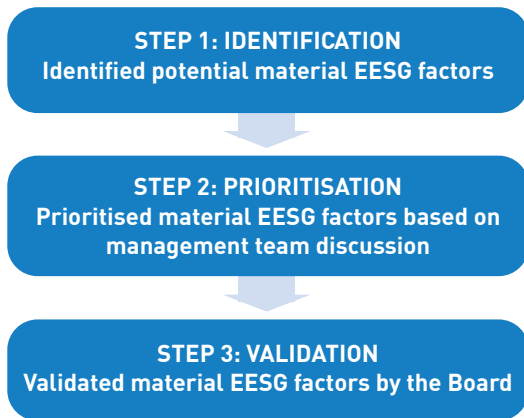 STEP 1: IDENTIFICATION
Identified potential material EESG factors
STEP 2: PRIORITISATION
Prioritised material EESG factors based on
management team discussion
STEP 3: VALIDATION
Validated material EESG factors by the Board